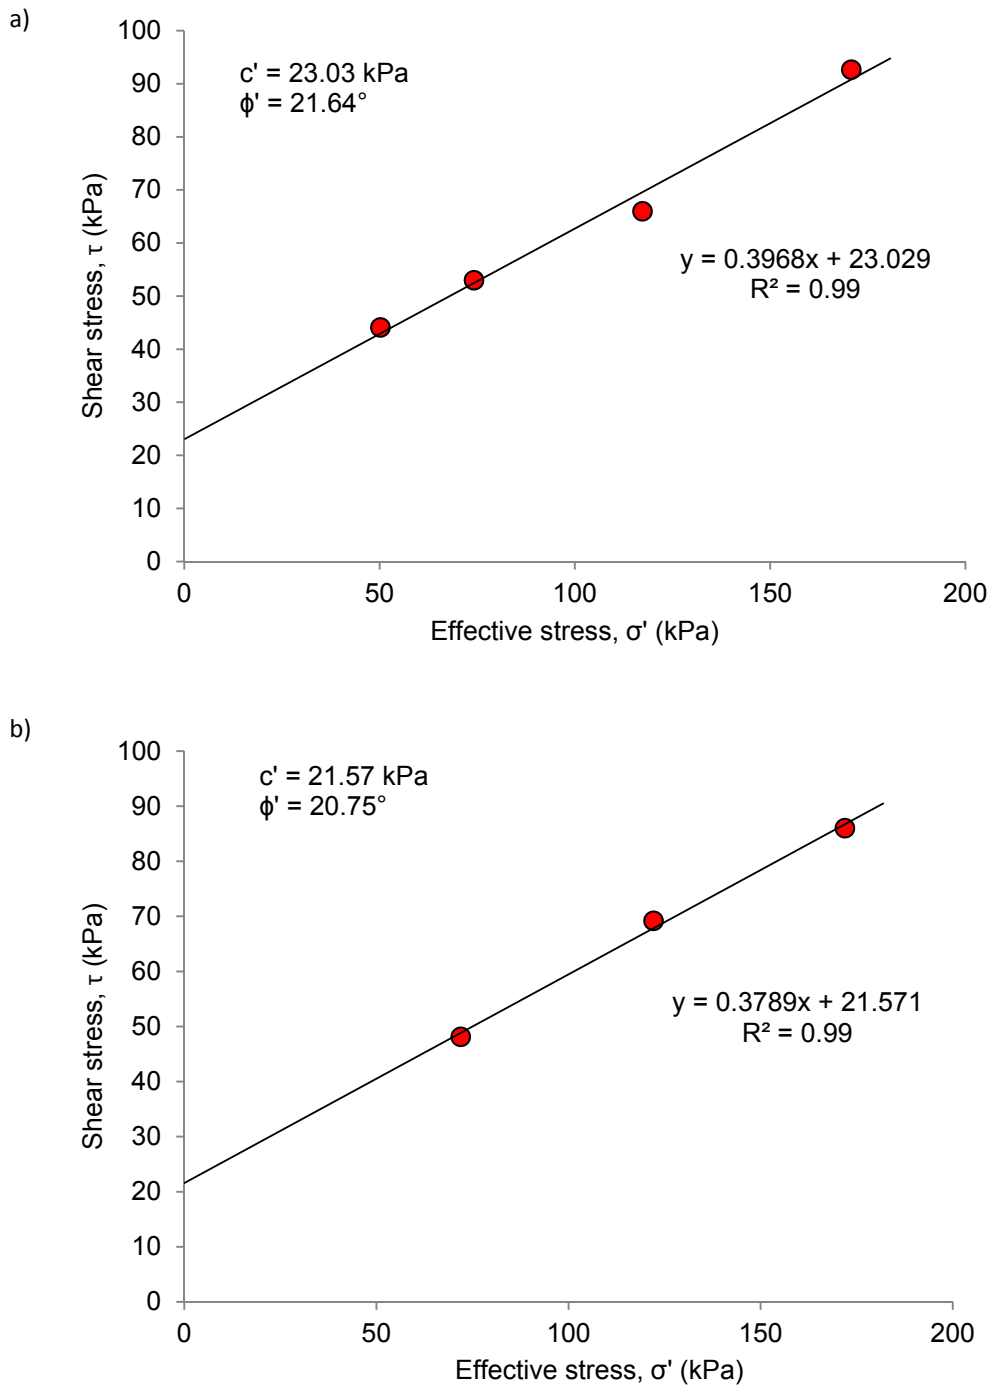 a)
100
90
80
70
60
50
40
30
20
10
0
Shear stress, τ (kPa)
c' = 23.03 kPa
ϕ' = 21.64°
y = 0.3968x + 23.029
R² = 0.99
0 50 100 150 200
Effective stress, σ' (kPa)
b)
100
90
80
70
60
50
40
30
20
10
0
Shear stress, τ (kPa)
c' = 21.57 kPa
ϕ' = 20.75°
y = 0.3789x + 21.571
R² = 0.99
0 50 100 150 200
Effective stress, σ' (kPa)